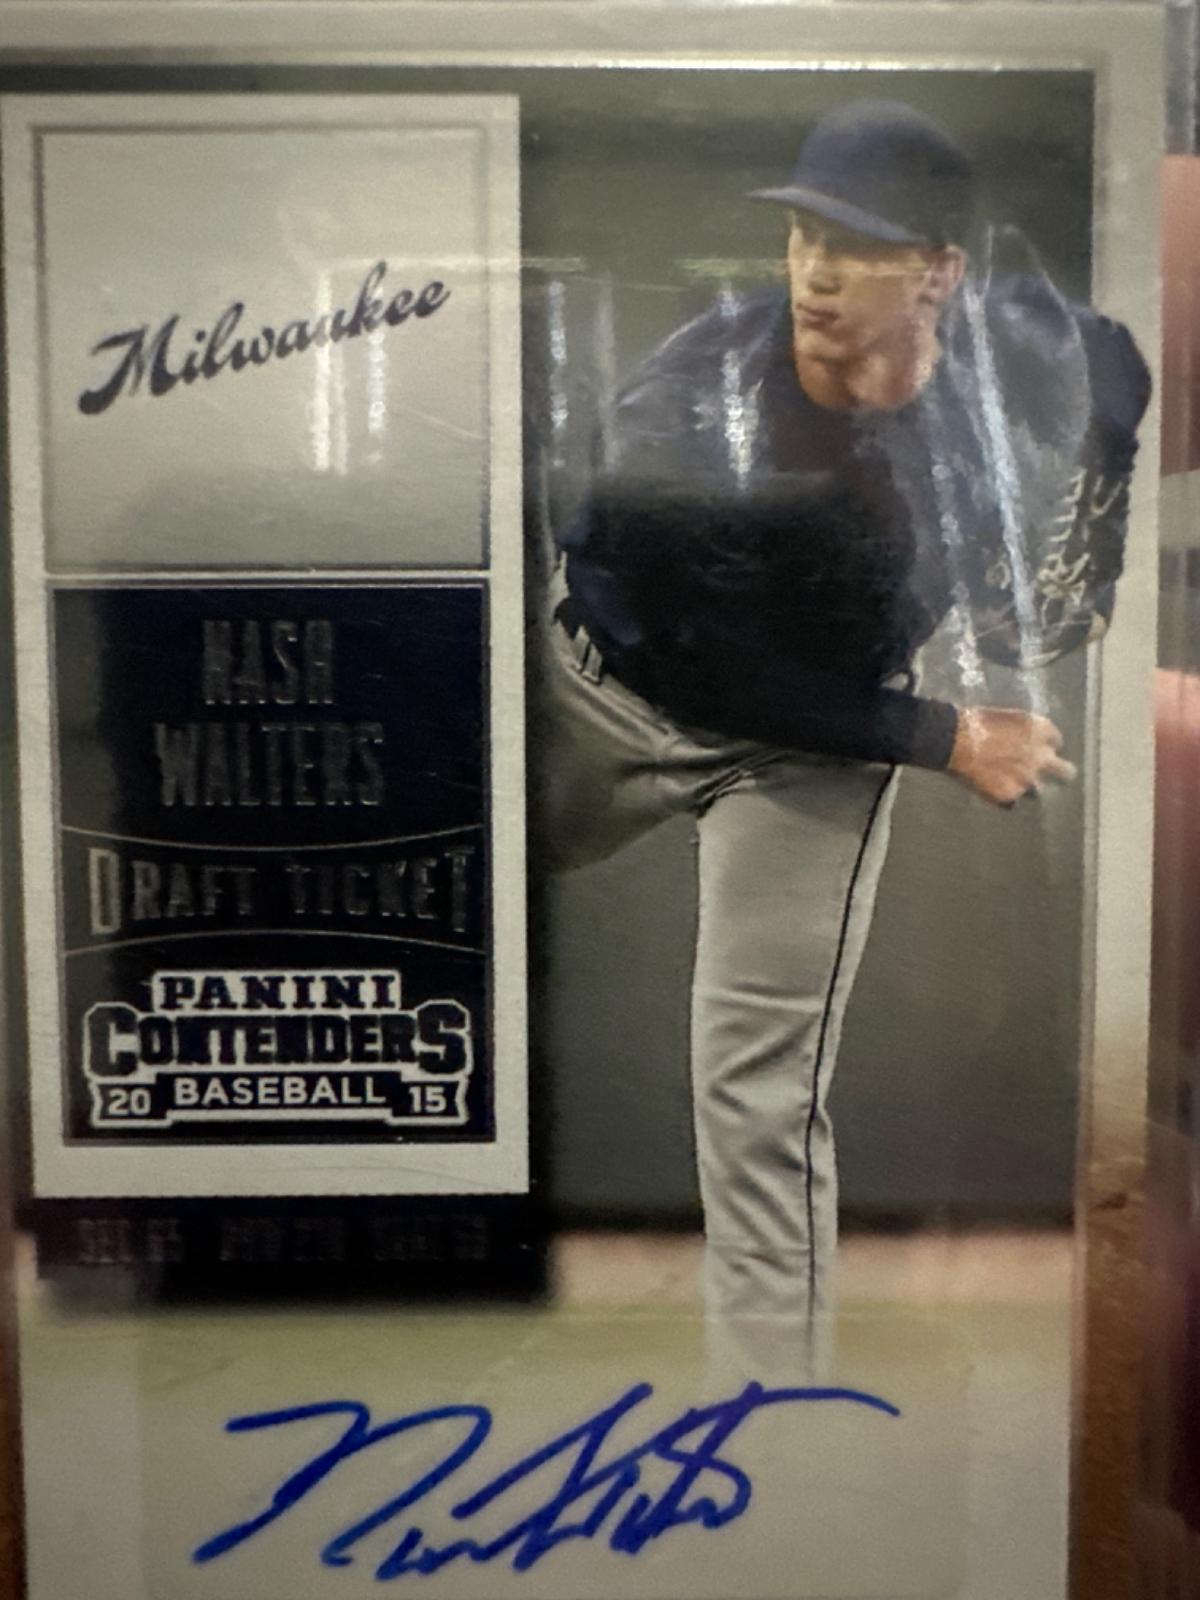 Milwaukee
NASH
WALTERS
DRAFT TICKET
PANINI
CONTENDERS
20 BASEBALL 15